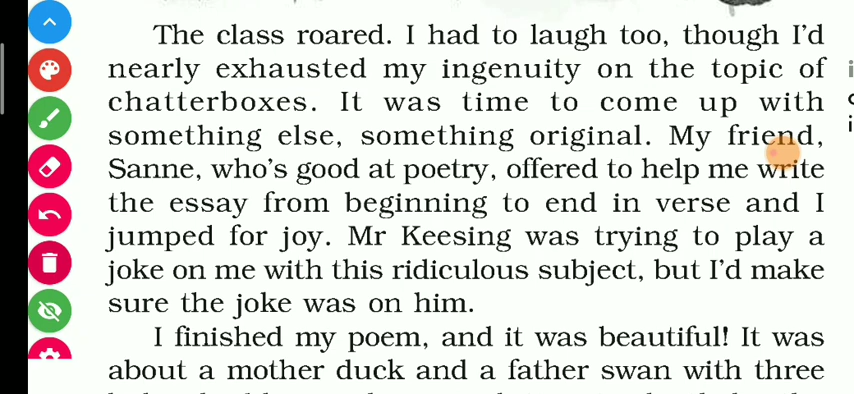 The class roared. I had to laugh too, though I'd
nearly exhausted my ingenuity on the topic of
chatterboxes. It was time to come up with
something else, something original. My friend,
Sanne, who's good at poetry, offered to help me write
the essay from beginning to end in verse and I
jumped for joy. Mr Keesing was trying to play a
joke on me with this ridiculous subject, but I'd make
sure the joke was on him.
I finished my poem, and it was beautiful! It was
about a mother duck and a father swan with three